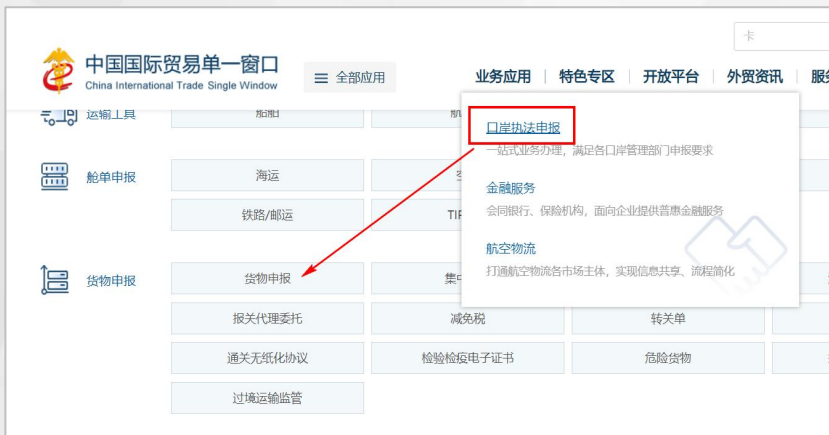 卡
中国国际贸易单一窗口
China International Trade Single Window
全部应用
业务应用 特色专区 开放平台 外贸资讯 服务
运输工具 船舶
口岸执法申报
一站式业务办理，满足各口岸管理部门申报要求
舱单申报 海运
金融服务
铁路/邮运 TIR
会同银行、保险机构，面向企业提供普惠金融服务
航空物流
打通航空物流各市场主体，实现信息共享、流程简化
货物申报 货物申报 集中
报关代理委托 减免税 转关单
通关无纸化协议 检验检疫电子证书 危险货物
过境运输监管